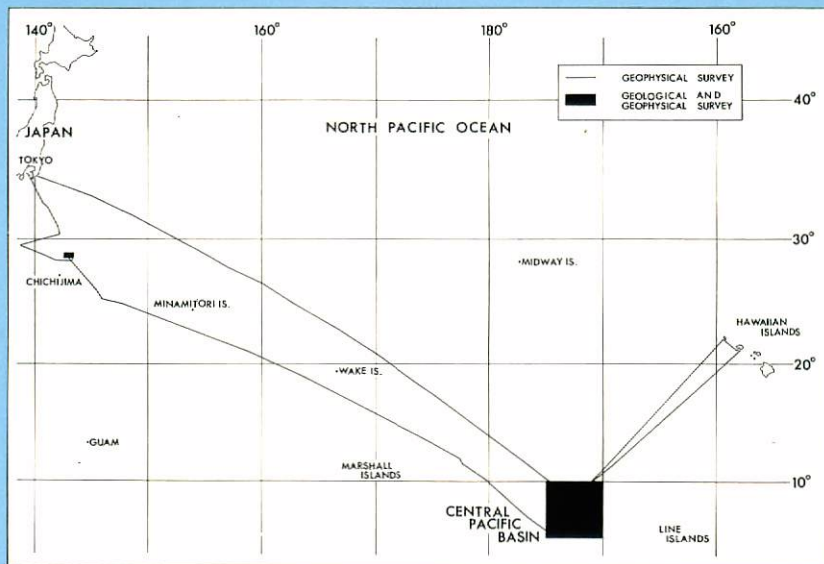 140°
160°
180°
160°
GEOPHYSICAL SURVEY
GEOLOGICAL AND
GEOPHYSICAL SURVEY
40°
JAPAN
NORTH PACIFIC OCEAN
TOKYO
30°
MIDWAY IS.
CHICHIJIMA
MINAMITORI IS.
HAWAIIAN
ISLANDS
WAKE IS.
20°
GUAM
MARSHALL
ISLANDS
10°
CENTRAL
PACIFIC
BASIN
LINE
ISLANDS